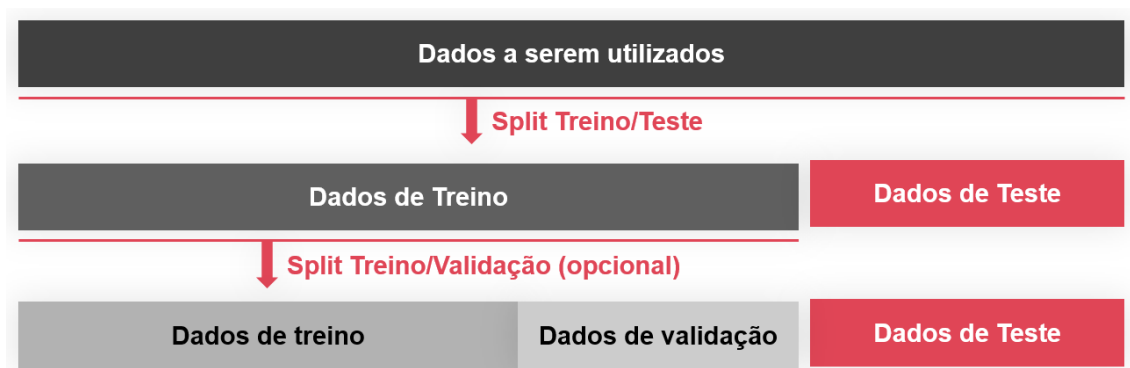 Dados a serem utilizados
Split Treino/Teste
Dados de Treino
Dados de Teste
Split Treino/Validação (opcional)
Dados de treino
Dados de validação
Dados de Teste